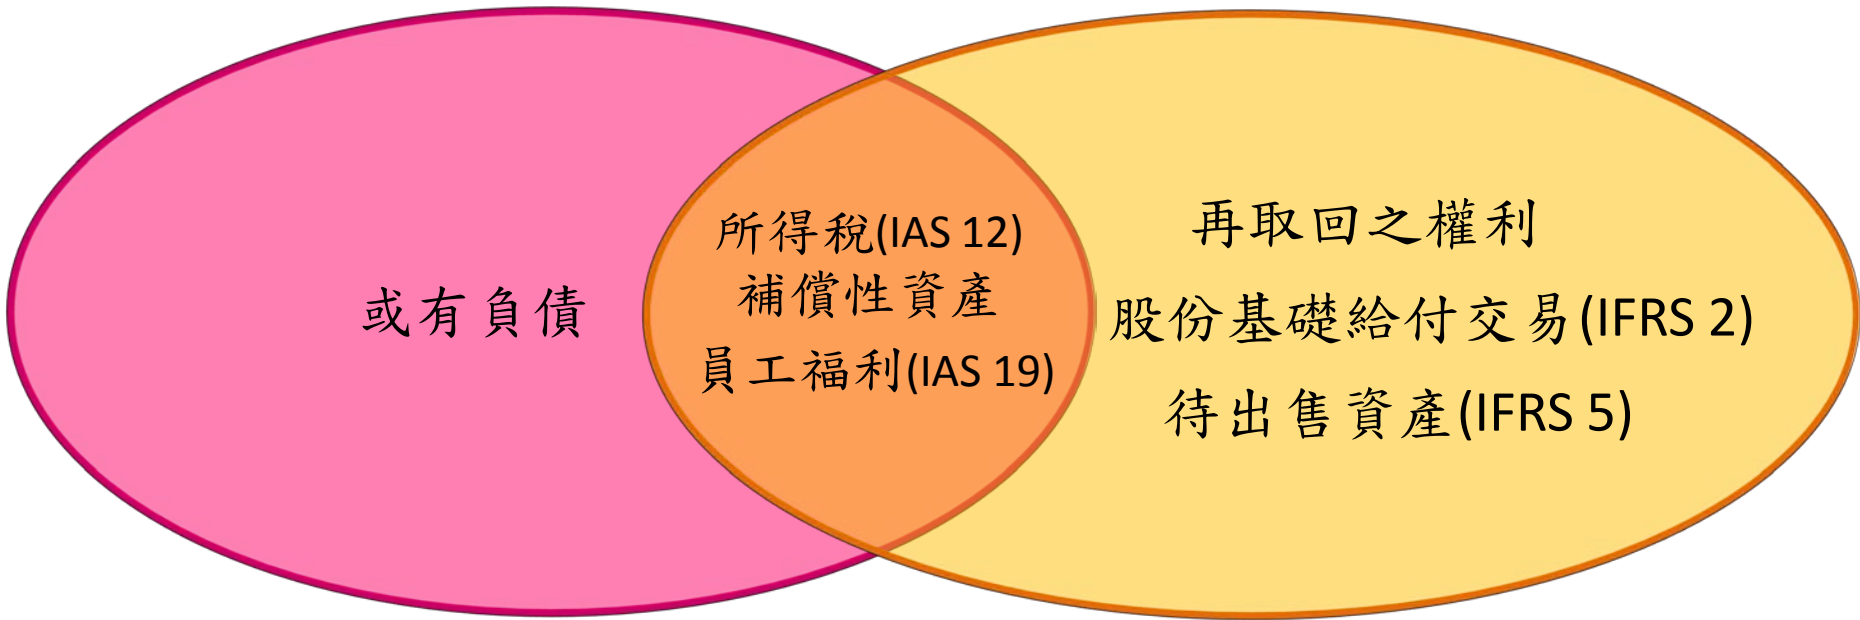 或有負債
所得稅(IAS 12)
補償性資產
員工福利(IAS 19)
再取回之權利
股份基礎給付交易(IFRS 2)
待出售資產(IFRS 5)